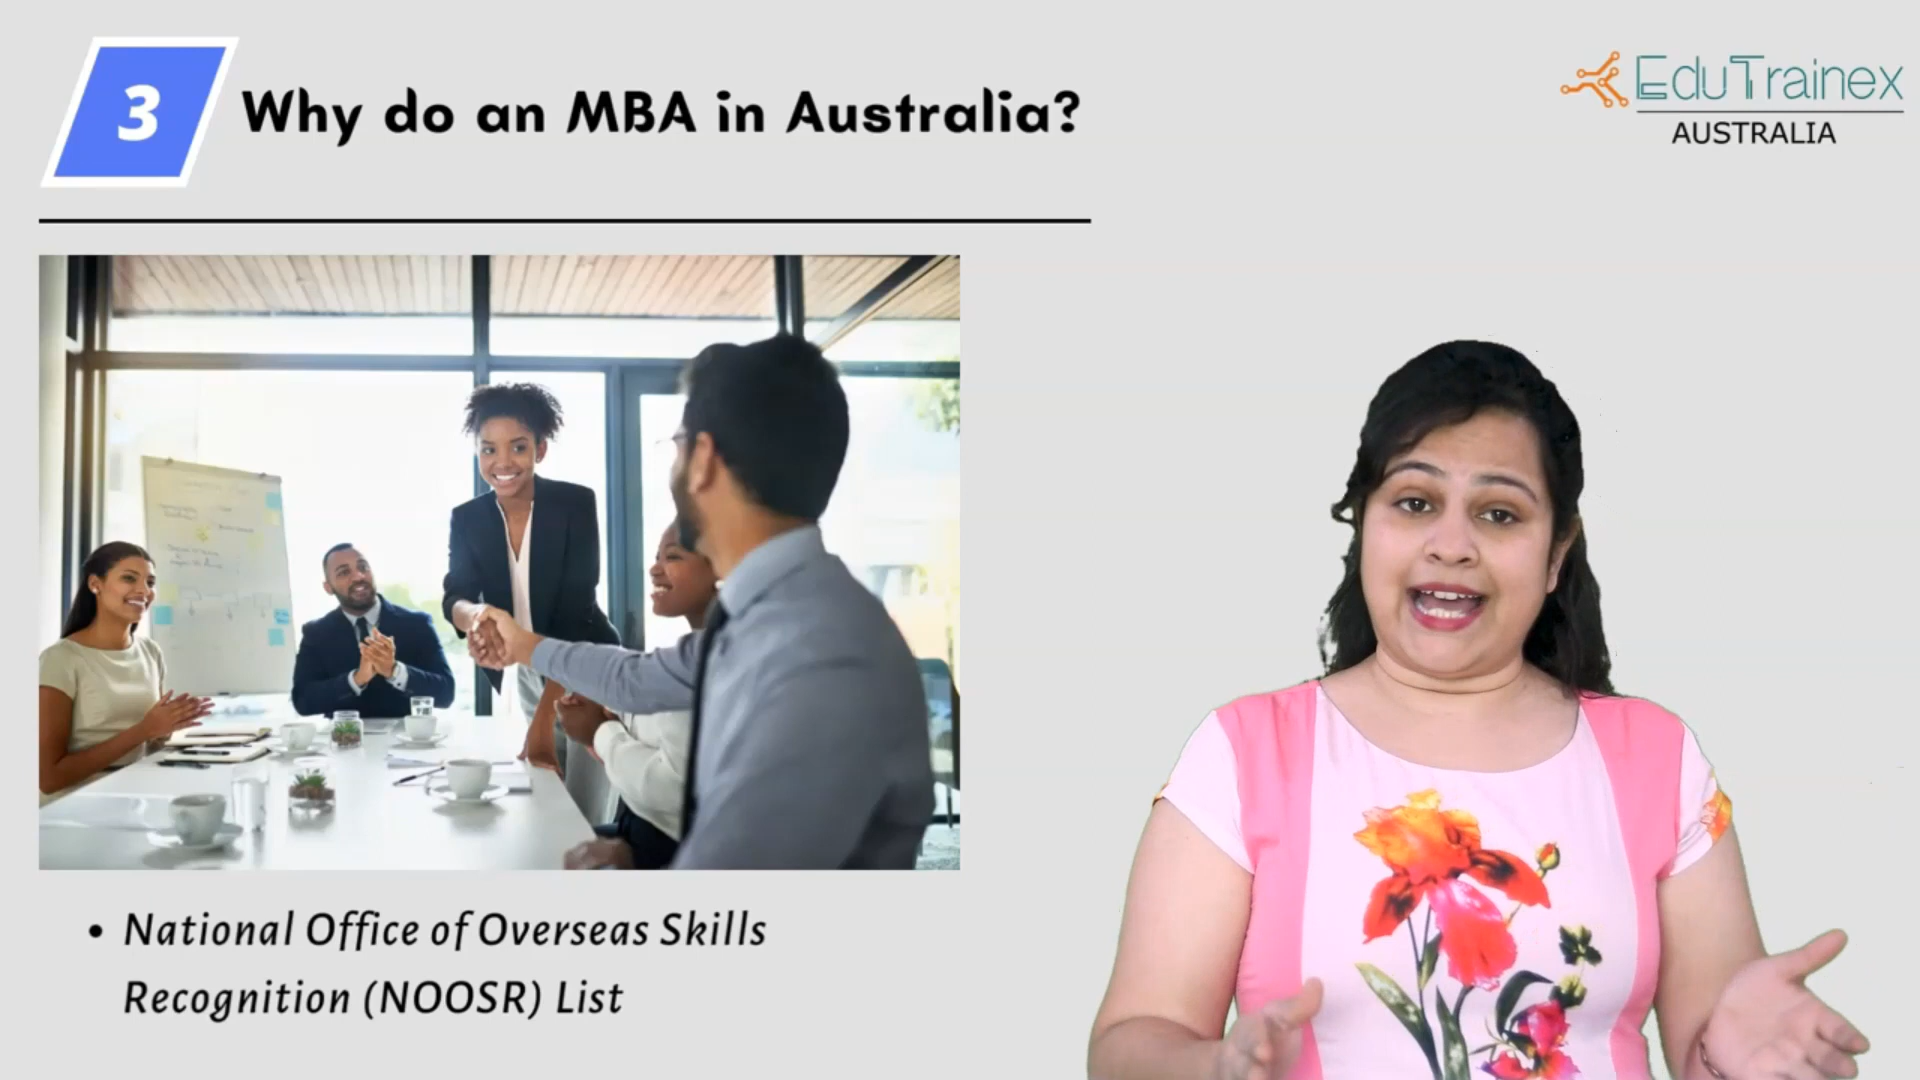 3
Why do an MBA in Australia?
EduTrainex
AUSTRALIA
• National Office of Overseas Skills
Recognition (NOOSR) List